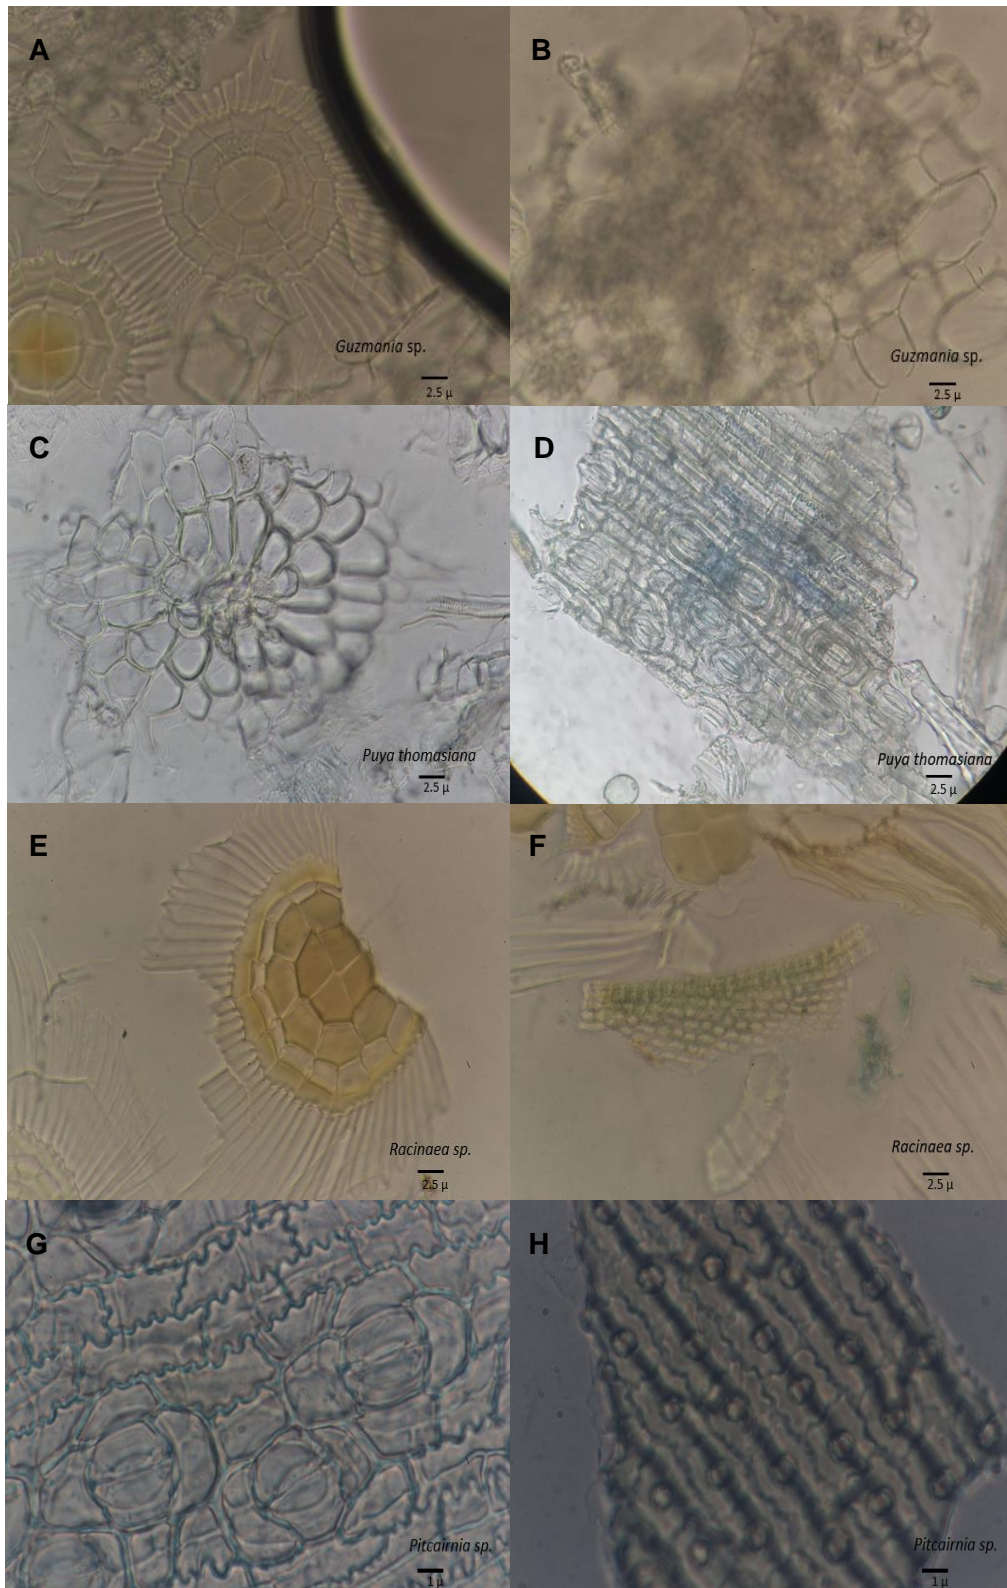 A
B
Guzmania sp.
2.5 µ
Guzmania sp.
2.5 µ
C
D
Puya thomasiana
2.5 µ
Puya thomasiana
2.5 µ
E
F
Racinaea sp.
2.5 µ
Racinaea sp.
2.5 µ
G
H
Pitcairnia sp.
1 µ
Pitcairnia sp.
1 µ